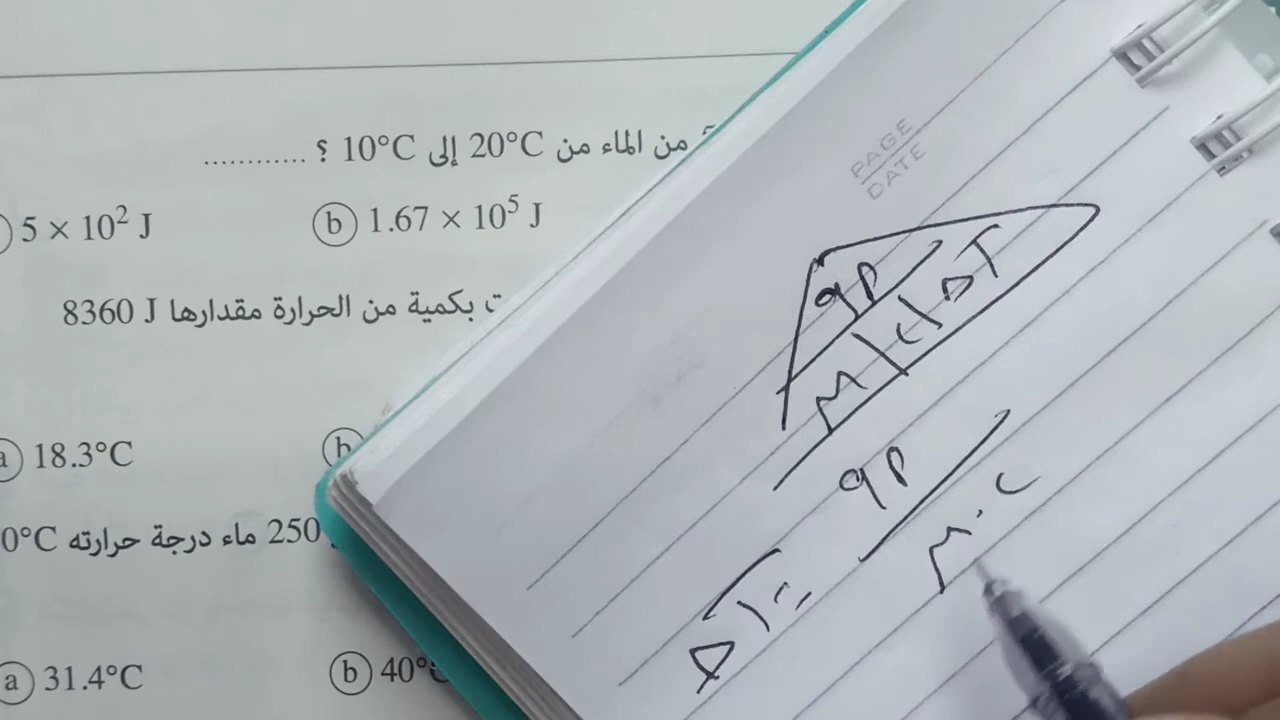 من الماء من 20°C إلى 10°C ؟ ............
5 × 10² J ⓑ 1.67 × 10⁵ J
بكمية من الحرارة مقدارها 8360 J
ⓐ 18.3°C ⓑ
250 ماء درجة حرارته 0°C
ⓐ 31.4°C ⓑ 40°
PAGE
DATE
qp
M | c | ΔT
ΔT = qp / M . c